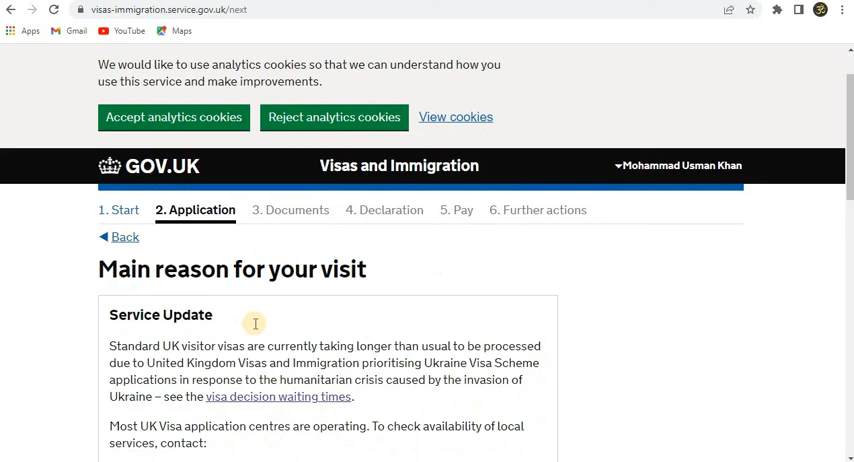 visas-immigration.service.gov.uk/next
Apps Gmail YouTube Maps
We would like to use analytics cookies so that we can understand how you
use this service and make improvements.
Accept analytics cookies Reject analytics cookies View cookies
GOV.UK Visas and Immigration Mohammad Usman Khan
1. Start 2. Application 3. Documents 4. Declaration 5. Pay 6. Further actions
Back
Main reason for your visit
Service Update
Standard UK visitor visas are currently taking longer than usual to be processed
due to United Kingdom Visas and Immigration prioritising Ukraine Visa Scheme
applications in response to the humanitarian crisis caused by the invasion of
Ukraine – see the visa decision waiting times.
Most UK Visa application centres are operating. To check availability of local
services, contact: